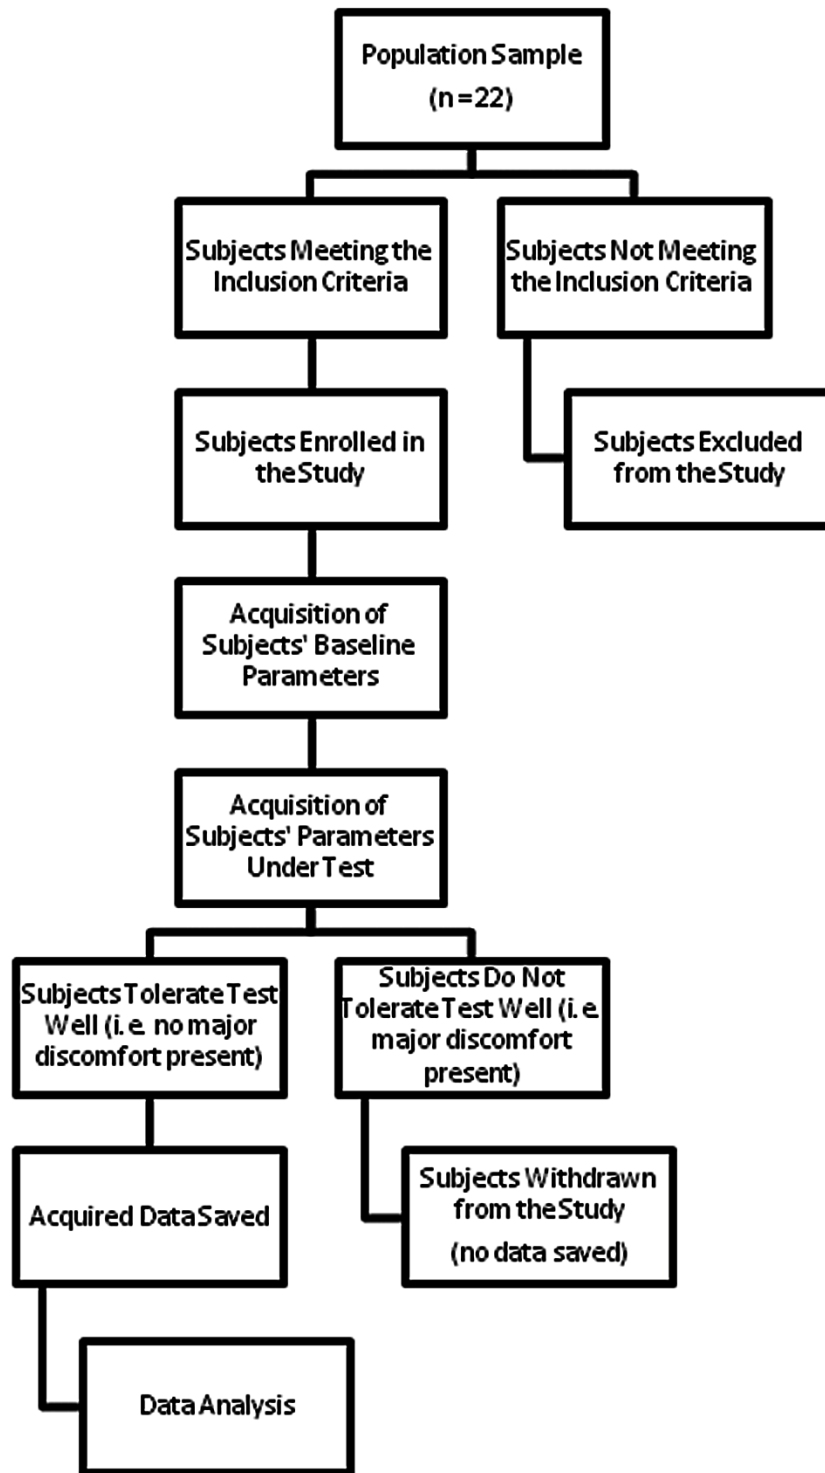 Population Sample
(n=22)
Subjects Meeting the
Inclusion Criteria
Subjects Not Meeting
the Inclusion Criteria
Subjects Enrolled in
the Study
Subjects Excluded
from the Study
Acquisition of
Subjects' Baseline
Parameters
Acquisition of
Subjects' Parameters
Under Test
Subjects Tolerate Test
Well (i.e. no major
discomfort present)
Subjects Do Not
Tolerate Test Well (i.e.
major discomfort
present)
Acquired Data Saved
Subjects Withdrawn
from the Study
(no data saved)
Data Analysis